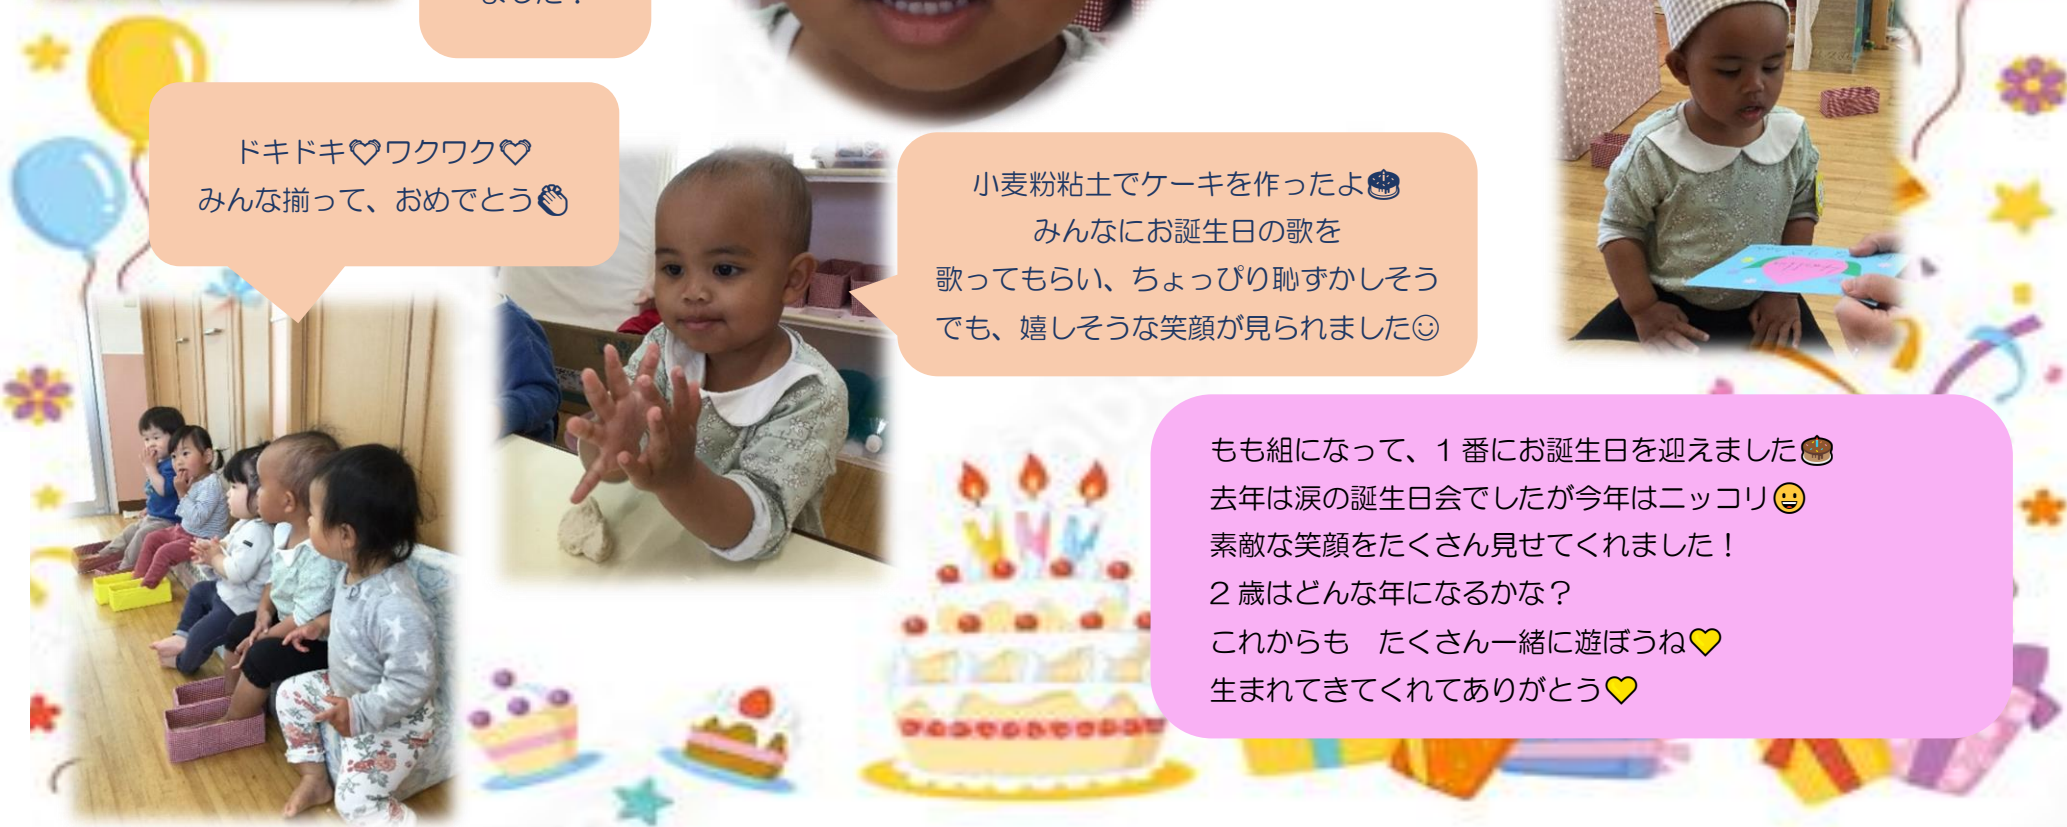 ました！
ドキドキ♡ワクワク♡
みんな揃って、おめでとう👏
小麦粉粘土でケーキを作ったよ🎂
みんなにお誕生日の歌を
歌ってもらい、ちょっぴり恥ずかしそう
でも、嬉しそうな笑顔が見られました☺
もも組になって、1番にお誕生日を迎えました🎂
去年は涙の誕生日会でしたが今年はニッコリ😀
素敵な笑顔をたくさん見せてくれました！
2歳はどんな年になるかな？
これからも　たくさん一緒に遊ぼうね💛
生まれてきてくれてありがとう💛